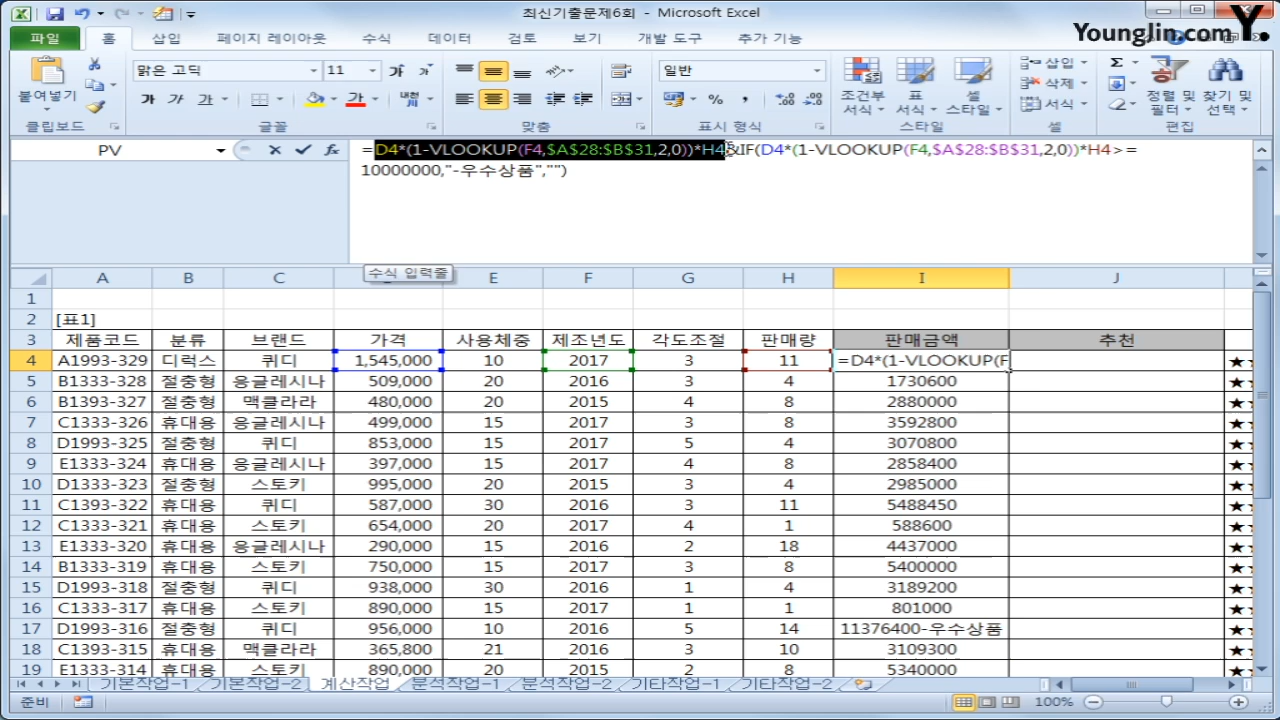 최신기출문제6회 - Microsoft Excel
Younglin.com Y.
파일 홈 삽입 페이지 레이아웃 수식 데이터 검토 보기 개발 도구 추가 기능
붙여넣기 맑은 고딕 11 가 가 일반 조건부 서식 표 서식 셀 스타일 삽입 삭제 서식 정렬 및 필터 찾기 및 선택
가 가 가 가 내천 % ,
클립보드 글꼴 맞춤 표시 형식 스타일 셀 편집
PV =D4*(1-VLOOKUP(F4,$A$28:$B$31,2,0))*H4&IF(D4*(1-VLOOKUP(F4,$A$28:$B$31,2,0))*H4>=
10000000,"-우수상품","")
수식 입력줄
A B C E F G H I J
1
2 [표1]
3 제품코드 분류 브랜드 가격 사용체중 제조년도 각도조절 판매량 판매금액 추천
4 A1993-329 디럭스 퀴디 1,545,000 10 2017 3 11 =D4*(1-VLOOKUP(F ★
5 B1333-328 절충형 응글레시나 509,000 20 2016 3 4 1730600 ★
6 B1393-327 절충형 맥클라라 480,000 20 2015 4 8 2880000 ★
7 C1333-326 휴대용 응글레시나 499,000 15 2017 3 8 3592800 ★
8 D1993-325 절충형 퀴디 853,000 15 2017 5 4 3070800 ★
9 E1333-324 휴대용 응글레시나 397,000 15 2017 4 8 2858400 ★
10 D1333-323 절충형 스토키 995,000 20 2015 3 4 2985000 ★
11 C1393-322 휴대용 퀴디 587,000 30 2016 3 11 5488450 ★
12 C1333-321 휴대용 스토키 654,000 20 2017 4 1 588600 ★
13 E1333-320 휴대용 응글레시나 290,000 15 2016 2 18 4437000 ★
14 B1333-319 휴대용 스토키 750,000 15 2017 3 8 5400000 ★
15 D1993-318 절충형 퀴디 938,000 30 2016 1 4 3189200 ★
16 C1333-317 휴대용 스토키 890,000 15 2017 1 1 801000 ★
17 D1993-316 절충형 퀴디 956,000 10 2016 5 14 11376400-우수상품 ★
18 C1393-315 휴대용 맥클라라 365,800 21 2016 3 10 3109300 ★
19 E1333-314 휴대용 스토키 890,000 20 2015 2 8 5340000 ★
기본작업-1 기본작업-2 계산작업 분석작업-1 분석작업-2 기타작업-1 기타작업-2
준비 100%